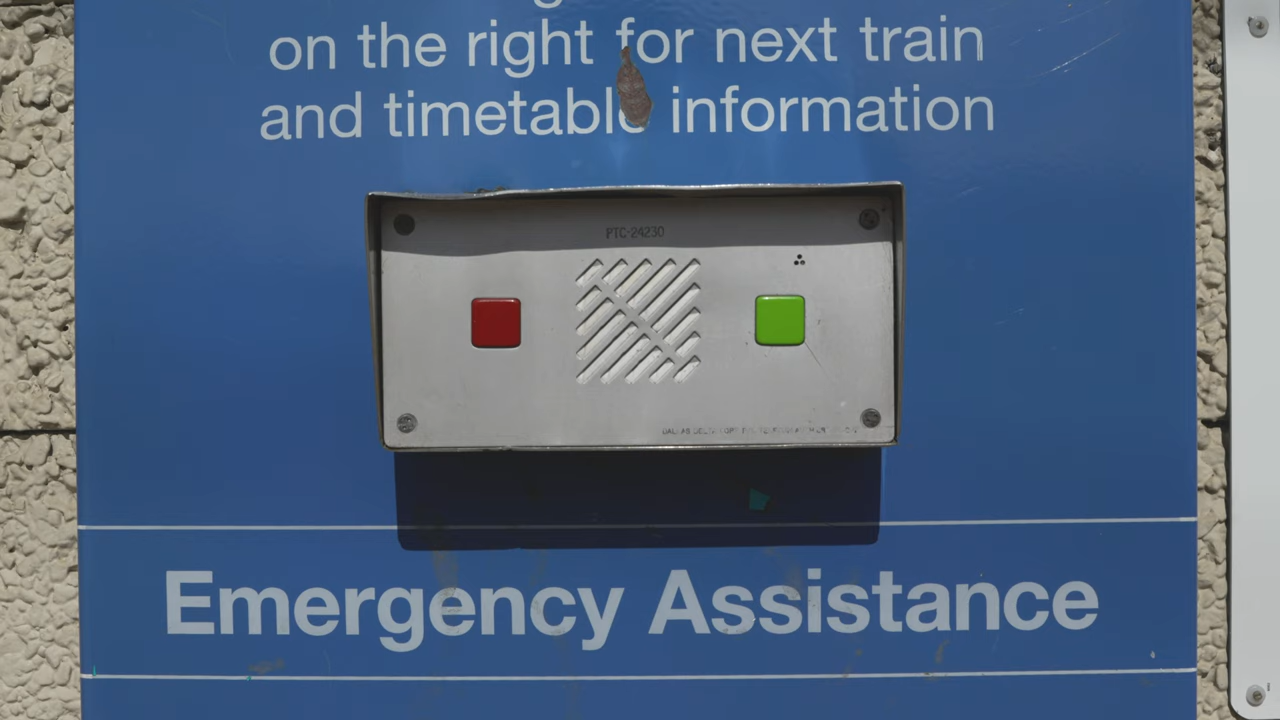 on the right for next train
and timetable information
PTC-24230
Emergency Assistance